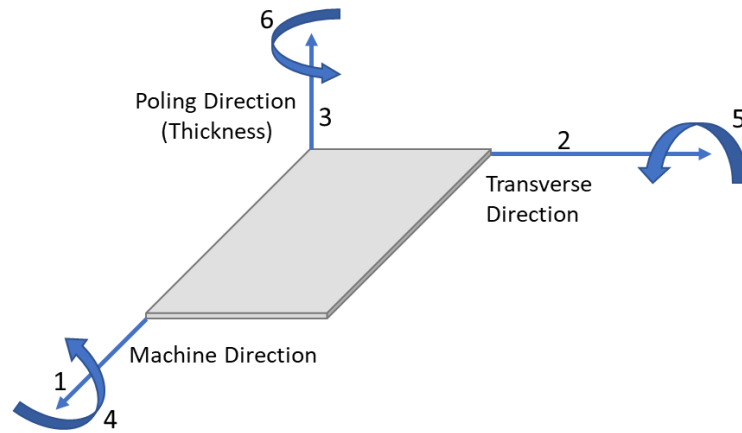 6
Poling Direction
(Thickness)
3
2
5
Transverse
Direction
Machine Direction
1
4